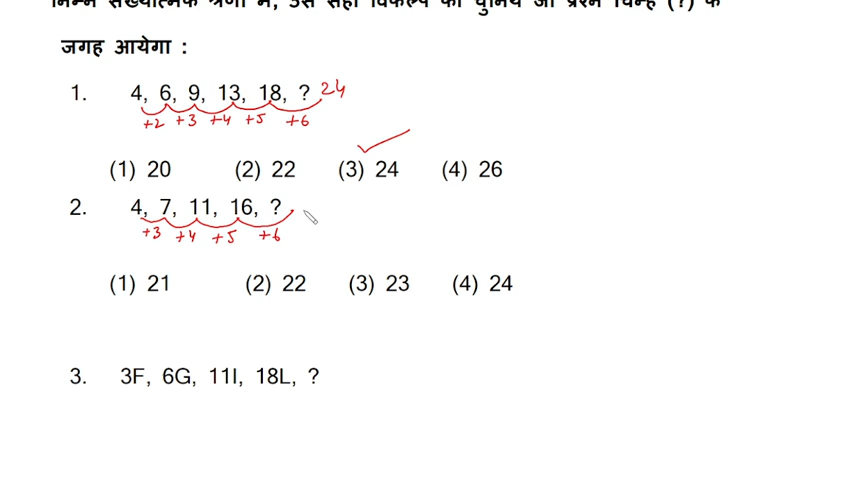 जगह आयेगा :
1. 4, 6, 9, 13, 18, ? 24
+2 +3 +4 +5 +6
(1) 20 (2) 22 (3) 24 (4) 26
2. 4, 7, 11, 16, ?
+3 +4 +5 +6
(1) 21 (2) 22 (3) 23 (4) 24
3. 3F, 6G, 11I, 18L, ?